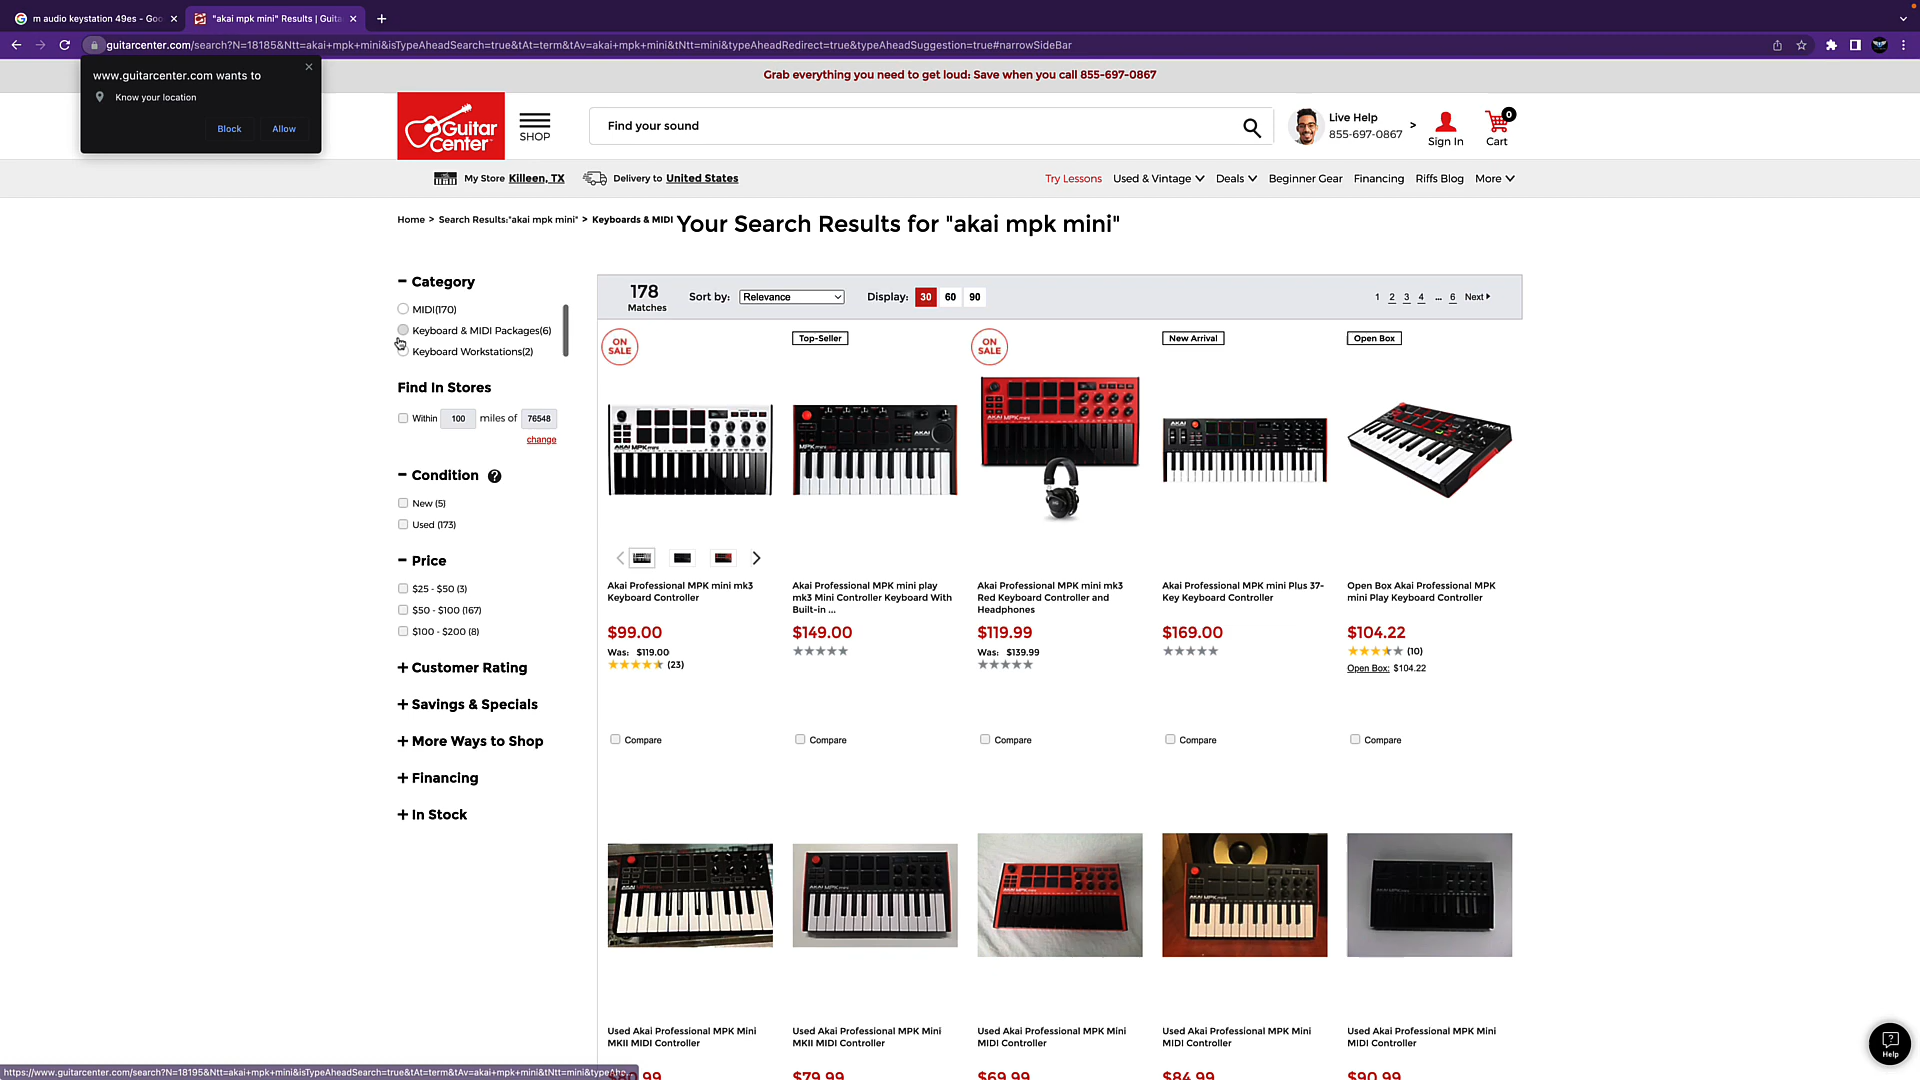 m audio keystation 49es - Goo
"akai mpk mini" Results | Guita
guitarcenter.com/search?N=18185&Ntt=akai+mpk+mini&isTypeAheadSearch=true&tAt=term&tAv=akai+mpk+mini&tNtt=mini&typeAheadRedirect=true&typeAheadSuggestion=true#narrowSideBar
www.guitarcenter.com wants to
Know your location
Block Allow
Grab everything you need to get loud: Save when you call 855-697-0867
Guitar
Center
SHOP
Find your sound
Live Help
855-697-0867 >
Sign In
0
Cart
My Store Killeen, TX
Delivery to United States
Try Lessons Used & Vintage Deals Beginner Gear Financing Riffs Blog More
Home > Search Results:"akai mpk mini" > Keyboards & MIDI
Your Search Results for "akai mpk mini"
Category
MIDI(170)
Keyboard & MIDI Packages(6)
Keyboard Workstations(2)
Find In Stores
Within 100 miles of 76548
change
Condition ?
New (5)
Used (173)
Price
$25 - $50 (3)
$50 - $100 (167)
$100 - $200 (8)
+ Customer Rating
+ Savings & Specials
+ More Ways to Shop
+ Financing
+ In Stock
178
Matches
Sort by: Relevance
Display: 30 60 90
1 2 3 4 ... 6 Next
ON
SALE
Top-Seller
ON
SALE
New Arrival
Open Box
Akai Professional MPK mini mk3
Keyboard Controller
$99.00
Was: $119.00
(23)
Compare
Akai Professional MPK mini play
mk3 Mini Controller Keyboard With
Built-in ...
$149.00
Compare
Akai Professional MPK mini mk3
Red Keyboard Controller and
Headphones
$119.99
Was: $139.99
Compare
Akai Professional MPK mini Plus 37-
Key Keyboard Controller
$169.00
Compare
Open Box Akai Professional MPK
mini Play Keyboard Controller
$104.22
(10)
Open Box: $104.22
Compare
Used Akai Professional MPK Mini
MKII MIDI Controller
$80.99
Used Akai Professional MPK Mini
MKII MIDI Controller
$79.99
Used Akai Professional MPK Mini
MIDI Controller
$69.99
Used Akai Professional MPK Mini
MIDI Controller
$84.99
Used Akai Professional MPK Mini
MIDI Controller
$90.99
Help
https://www.guitarcenter.com/search?N=18195&Ntt=akai+mpk+mini&isTypeAheadSearch=true&tAt=term&tAv=akai+mpk+mini&tNtt=mini&typeAhe...